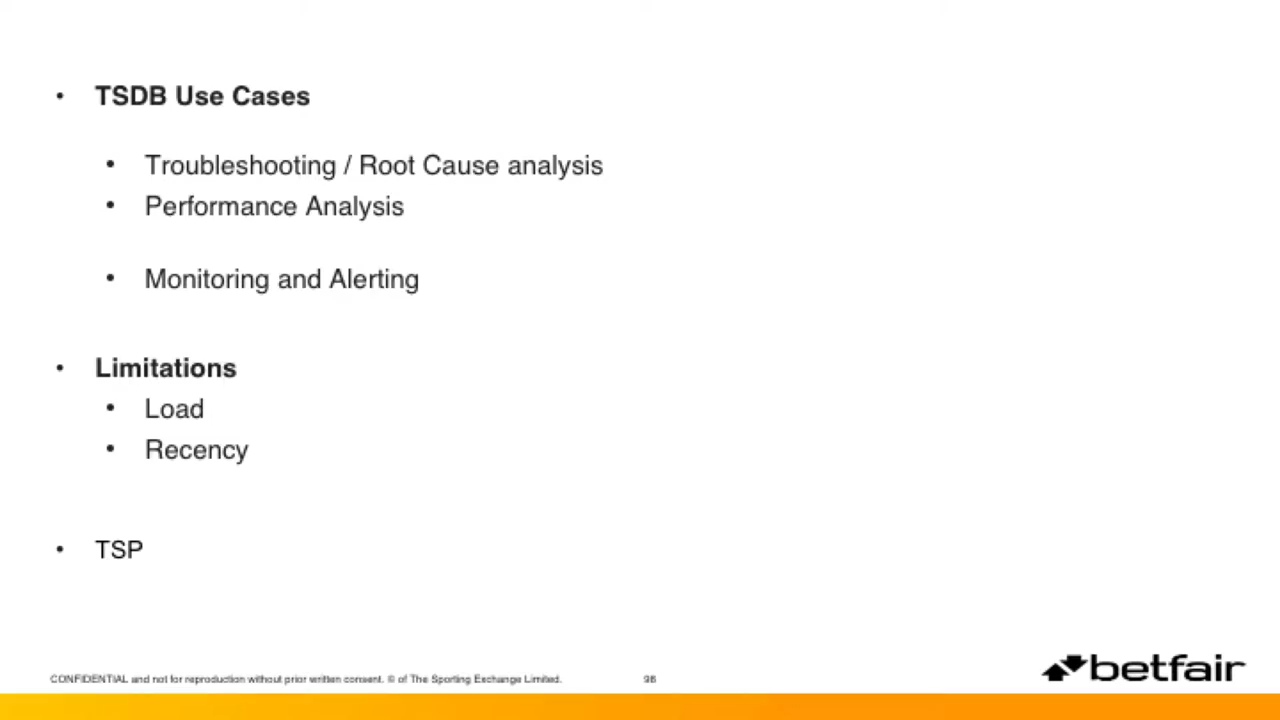 • TSDB Use Cases
• Troubleshooting / Root Cause analysis
• Performance Analysis
• Monitoring and Alerting
• Limitations
• Load
• Recency
• TSP
CONFIDENTIAL and not for reproduction without prior written consent. © of The Sporting Exchange Limited.
98
betfair